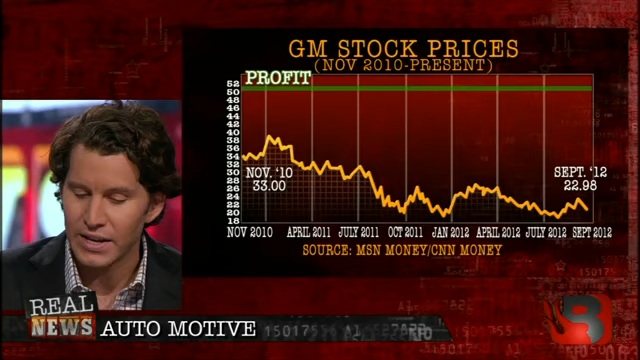 GM STOCK PRICES
(NOV 2010-PRESENT)
PROFIT
52
50
48
46
44
42
40
38
36
34
32
30
28
26
24
22
20
18
NOV. '10
33.00
SEPT. '12
22.98
NOV 2010 APRIL 2011 JULY 2011 OCT 2011 JAN 2012 APRIL 2012 JULY 2012 SEPT 2012
SOURCE: MSN MONEY/CNN MONEY
REAL
NEWS
AUTO MOTIVE
15017556 A1
B